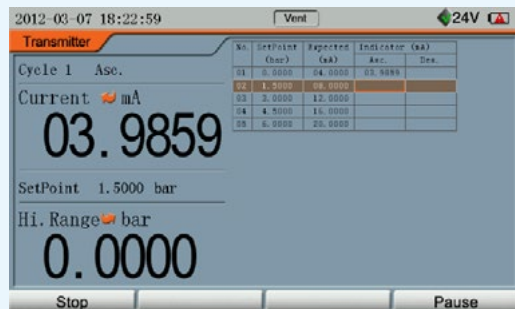 2012-03-07 18:22:59 Vent 24V
Transmitter
Cycle 1 Asc.
Current mA
03.9859
SetPoint 1.5000 bar
Hi. Range bar
0.0000
No. SetPoint Expected Indicator (mA)
(bar) (mA) Asc. Des.
01 0.0000 04.0000 03.9859
02 1.5000 08.0000
03 3.0000 12.0000
04 4.5000 16.0000
05 6.0000 20.0000
Stop Pause